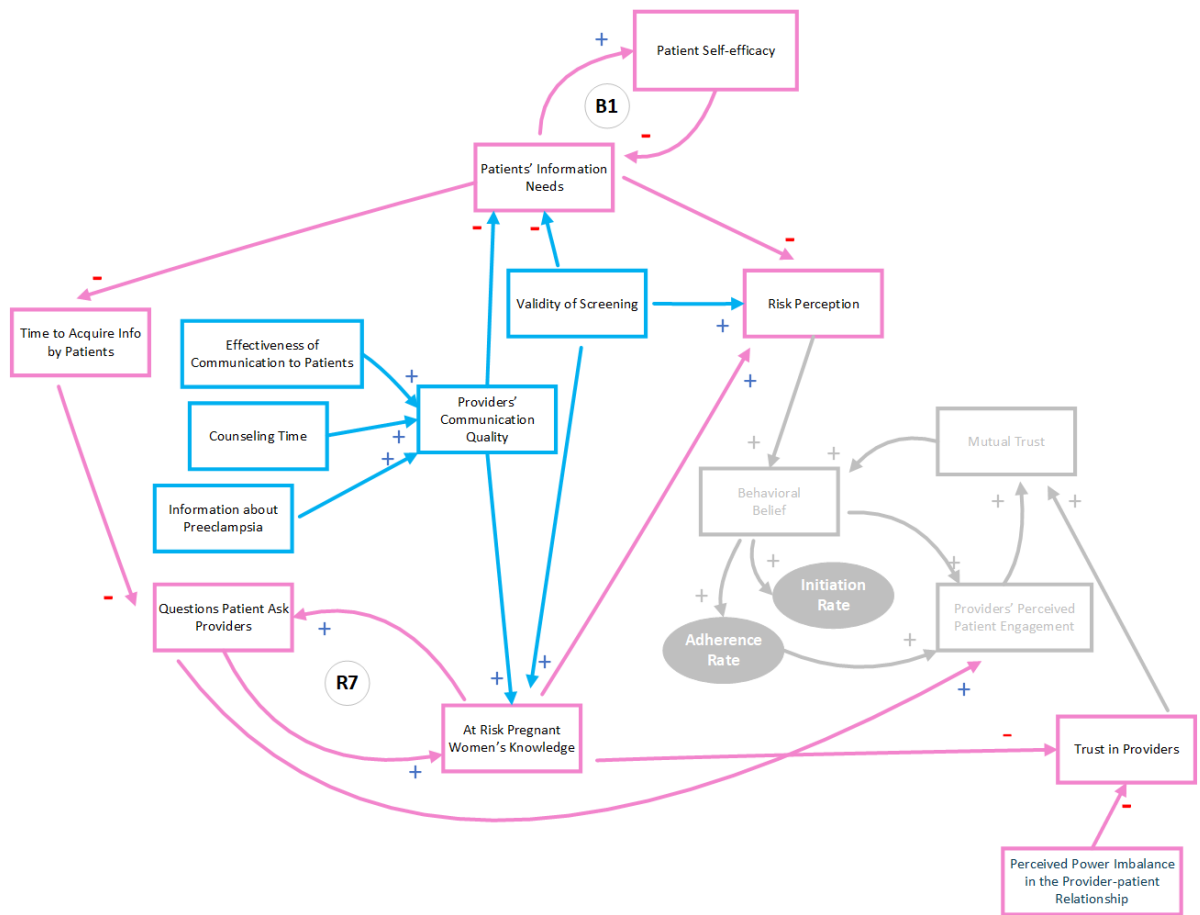 +
Patient Self-efficacy
B1
-
Patients’ Information
Needs
-
-
-
-
Validity of Screening
+
Risk Perception
Time to Acquire Info
by Patients
Effectiveness of
Communication to Patients
+
+
Providers’
Communication
Quality
Counseling Time
+
+
Information about
Preeclampsia
+
+
Mutual Trust
Behavioral
Belief
+
+
+
+
+
Initiation
Rate
-
Questions Patient Ask
Providers
+
+
Providers’ Perceived
Patient Engagement
Adherence
Rate
+
+
+
R7
+
At Risk Pregnant
Women’s Knowledge
+
-
Trust in Providers
-
Perceived Power Imbalance
in the Provider-patient
Relationship